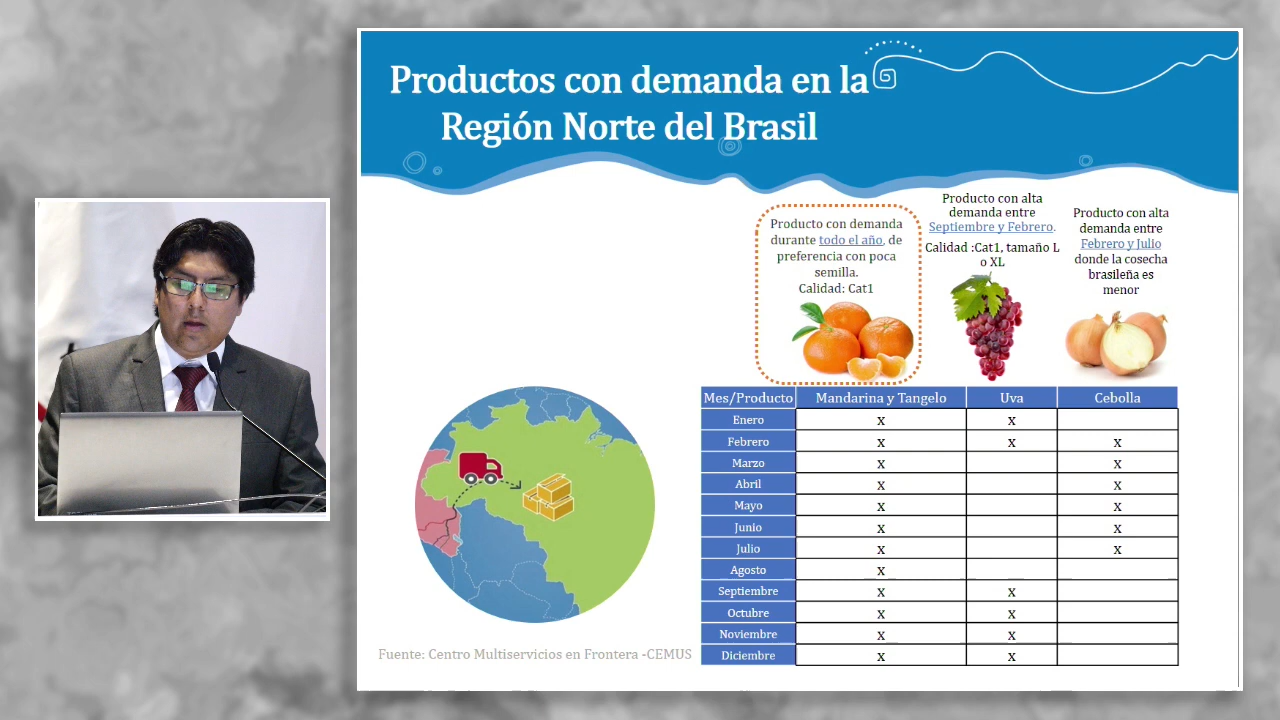 Productos con demanda en la
Región Norte del Brasil
Producto con demanda
durante todo el año, de
preferencia con poca
semilla.
Calidad: Cat1
Producto con alta
demanda entre
Septiembre y Febrero.
Calidad :Cat1, tamaño L
o XL
Producto con alta
demanda entre
Febrero y Julio
donde la cosecha
brasileña es
menor
Mes/Producto Mandarina y Tangelo Uva Cebolla
Enero x x
Febrero x x x
Marzo x x
Abril x x
Mayo x x
Junio x x
Julio x x
Agosto x
Septiembre x x
Octubre x x
Noviembre x x
Diciembre x x
Fuente: Centro Multiservicios en Frontera -CEMUS